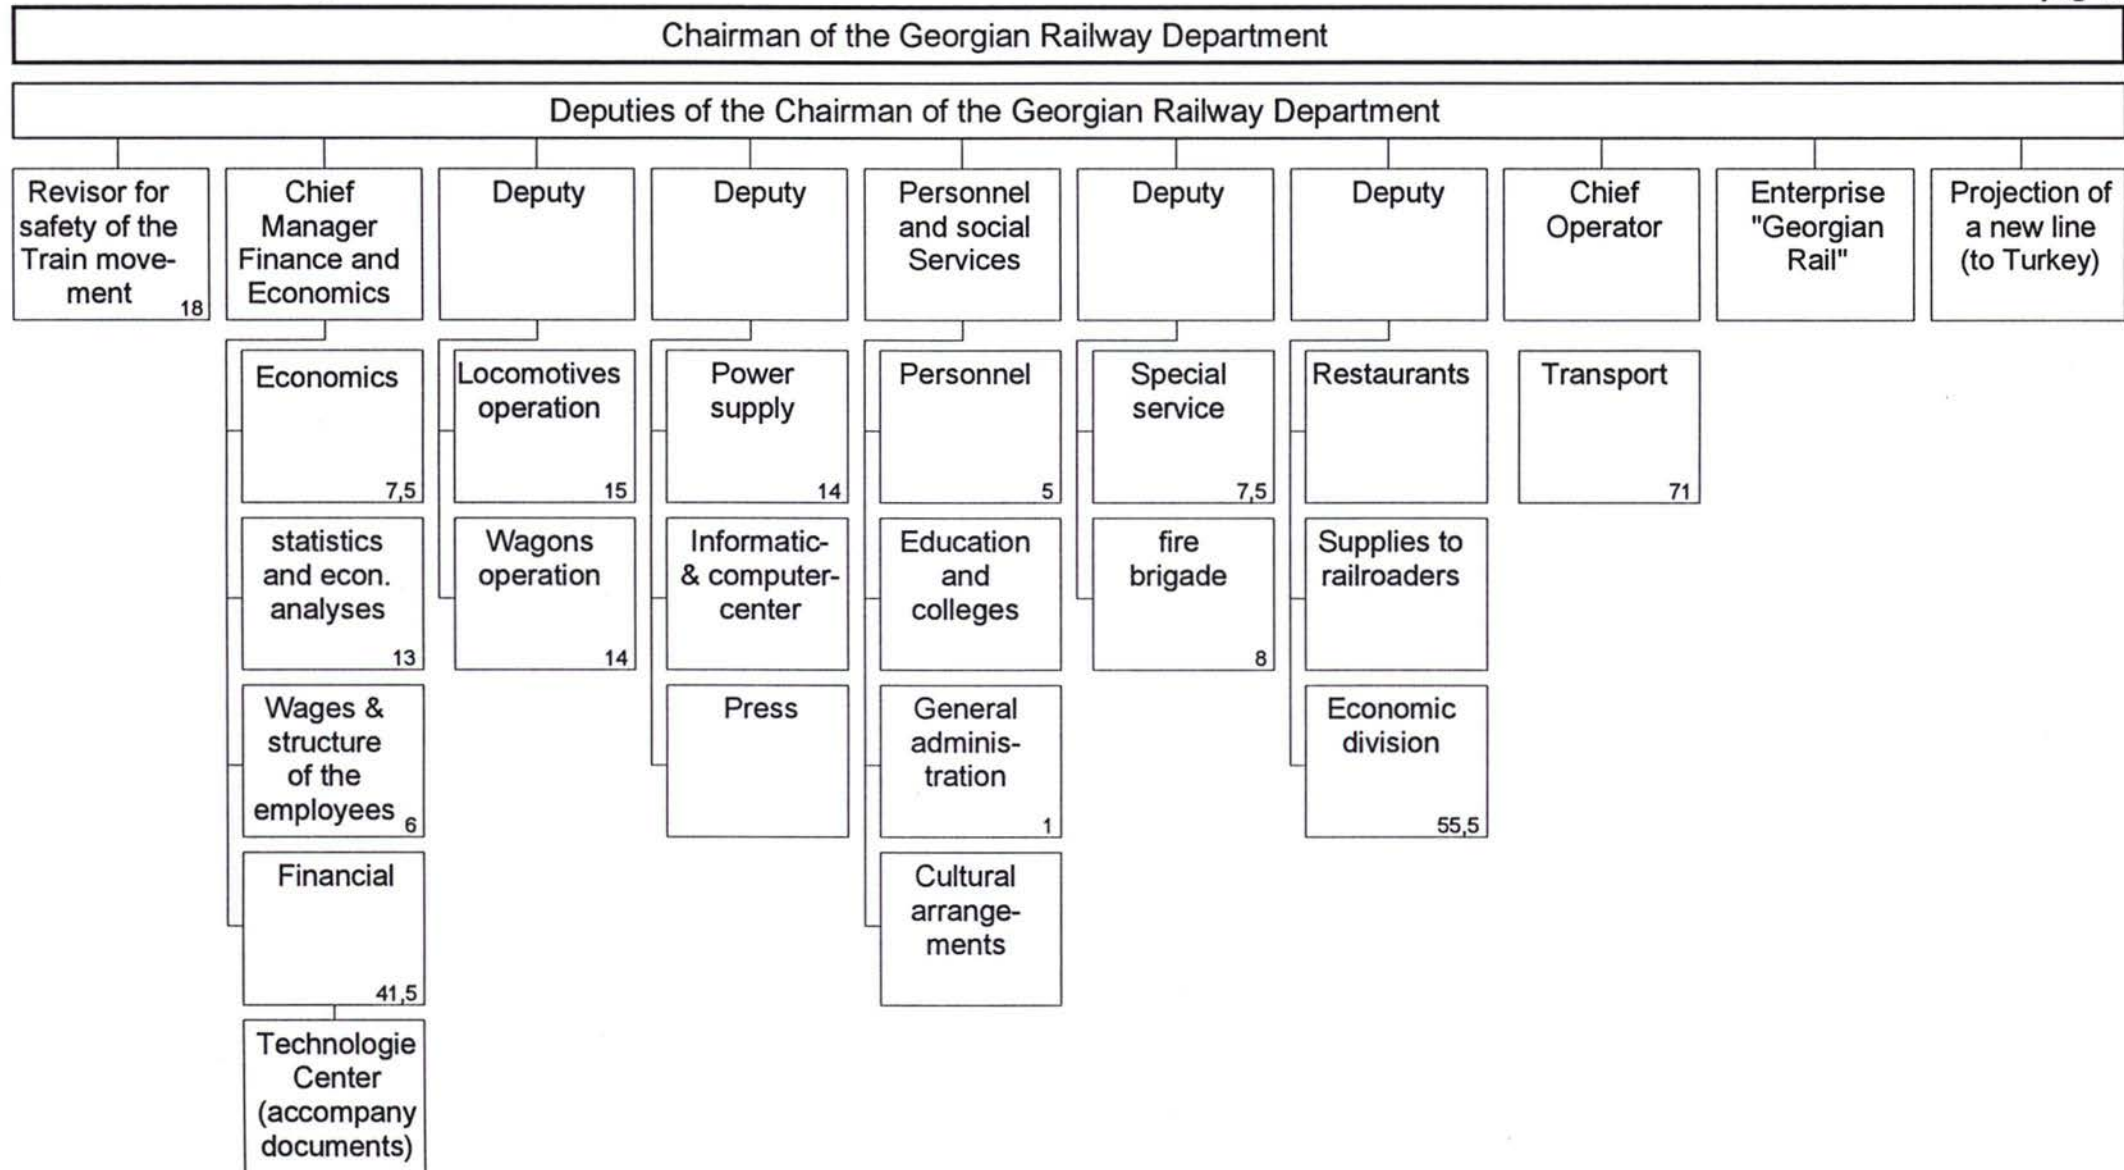 Chairman of the Georgian Railway Department
Deputies of the Chairman of the Georgian Railway Department
Revisor for
safety of the
Train move-
ment
18
Chief
Manager
Finance and
Economics
Deputy
Deputy
Personnel
and social
Services
Deputy
Deputy
Chief
Operator
Enterprise
"Georgian
Rail"
Projection of
a new line
(to Turkey)
Economics
7,5
Locomotives
operation
15
Power
supply
14
Personnel
5
Special
service
7,5
Restaurants
Transport
71
statistics
and econ.
analyses
13
Wagons
operation
14
Informatic-
& computer-
center
Education
and
colleges
fire
brigade
8
Supplies to
railroaders
Wages &
structure
of the
employees
6
Press
General
adminis-
tration
1
Economic
division
55,5
Financial
41,5
Cultural
arrange-
ments
Technologie
Center
(accompany
documents)